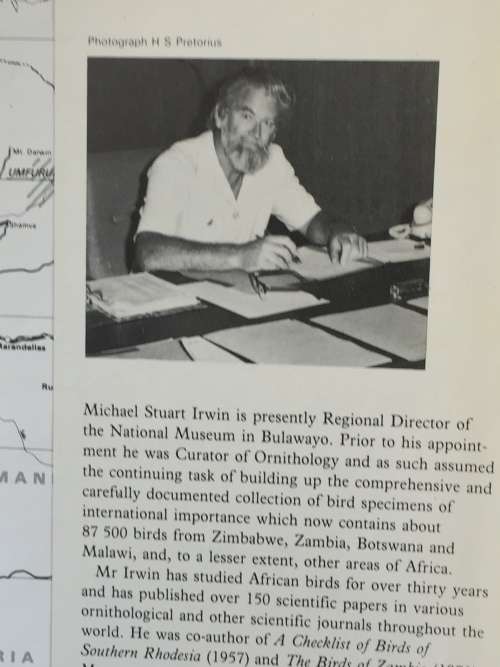 Photograph H S Pretorius
Mt. Darwin
UMFURU
Shamva
Marandellas
Ru
MAN
RIA
Michael Stuart Irwin is presently Regional Director of
the National Museum in Bulawayo. Prior to his appoint-
ment he was Curator of Ornithology and as such assumed
the continuing task of building up the comprehensive and
carefully documented collection of bird specimens of
international importance which now contains about
87 500 birds from Zimbabwe, Zambia, Botswana and
Malawi, and, to a lesser extent, other areas of Africa.
Mr Irwin has studied African birds for over thirty years
and has published over 150 scientific papers in various
ornithological and other scientific journals throughout the
world. He was co-author of A Checklist of Birds of
Southern Rhodesia (1957) and The Birds of Zambia